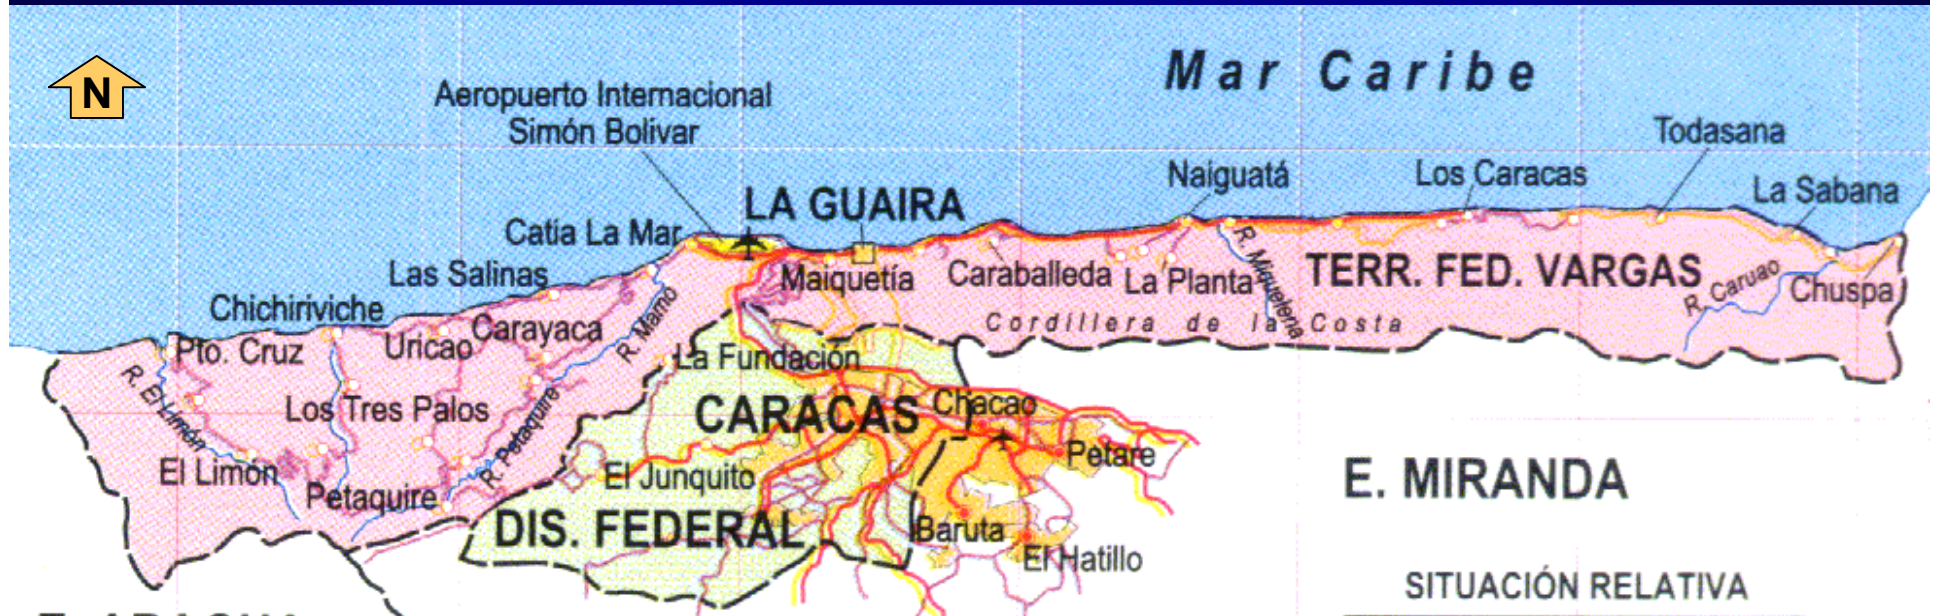 N
Mar Caribe
Aeropuerto Internacional
Simón Bolivar
Todasana
Naiguatá
Los Caracas
La Sabana
LA GUAIRA
Catia La Mar
Las Salinas
Maiquetía
Caraballeda
La Planta
R. Miquelena
TERR. FED. VARGAS
R. Caruao
Chuspa
Chichiriviche
Uricao
Carayaca
R. Mamo
Cordillera de la Costa
Pto. Cruz
La Fundación
R. El Limón
Los Tres Palos
R. Petaquire
CARACAS
Chacao
El Limón
Petaquire
El Junquito
Petare
E. MIRANDA
DIS. FEDERAL
Baruta
El Hatillo
SITUACIÓN RELATIVA